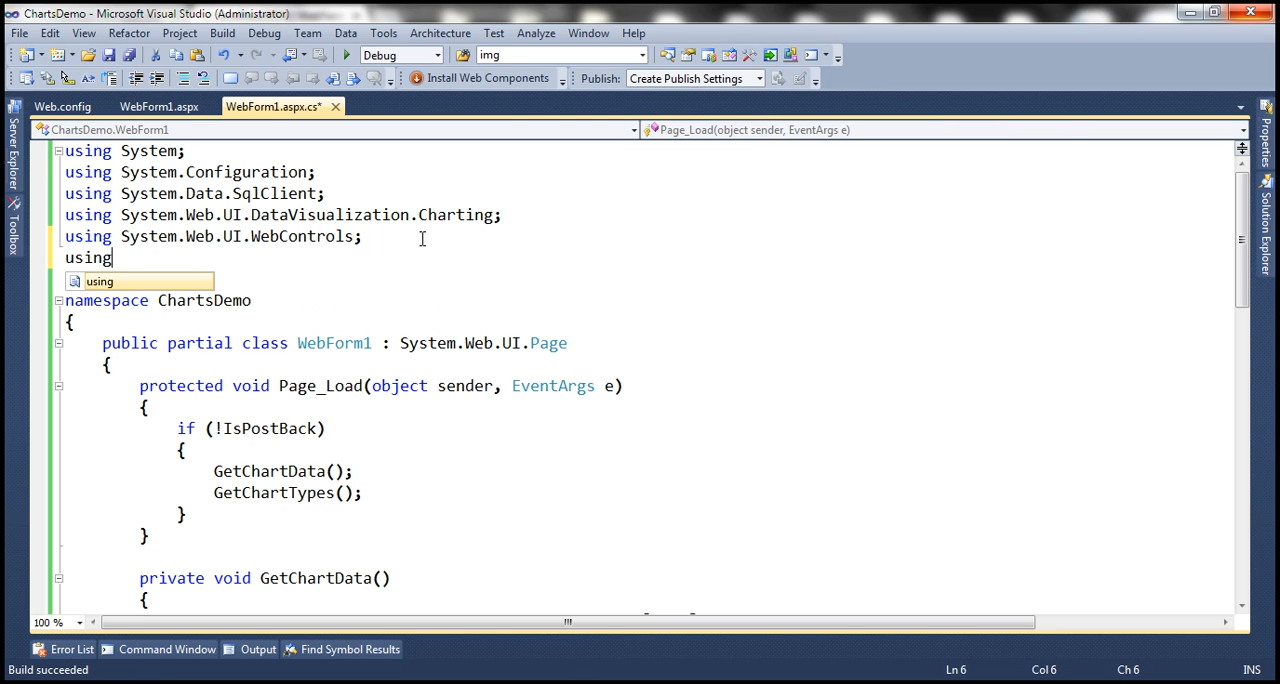 ChartsDemo - Microsoft Visual Studio (Administrator)
File Edit View Refactor Project Build Debug Team Data Tools Architecture Test Analyze Window Help
Debug img
Install Web Components Publish: Create Publish Settings
Web.config WebForm1.aspx WebForm1.aspx.cs*
ChartsDemo.WebForm1 Page_Load(object sender, EventArgs e)
Server Explorer
Toolbox
Properties
Solution Explorer
using System;
using System.Configuration;
using System.Data.SqlClient;
using System.Web.UI.DataVisualization.Charting;
using System.Web.UI.WebControls;
using
using
namespace ChartsDemo
{
public partial class WebForm1 : System.Web.UI.Page
{
protected void Page_Load(object sender, EventArgs e)
{
if (!IsPostBack)
{
GetChartData();
GetChartTypes();
}
}
private void GetChartData()
{
100 %
Error List Command Window Output Find Symbol Results
Build succeeded Ln 6 Col 6 Ch 6 INS